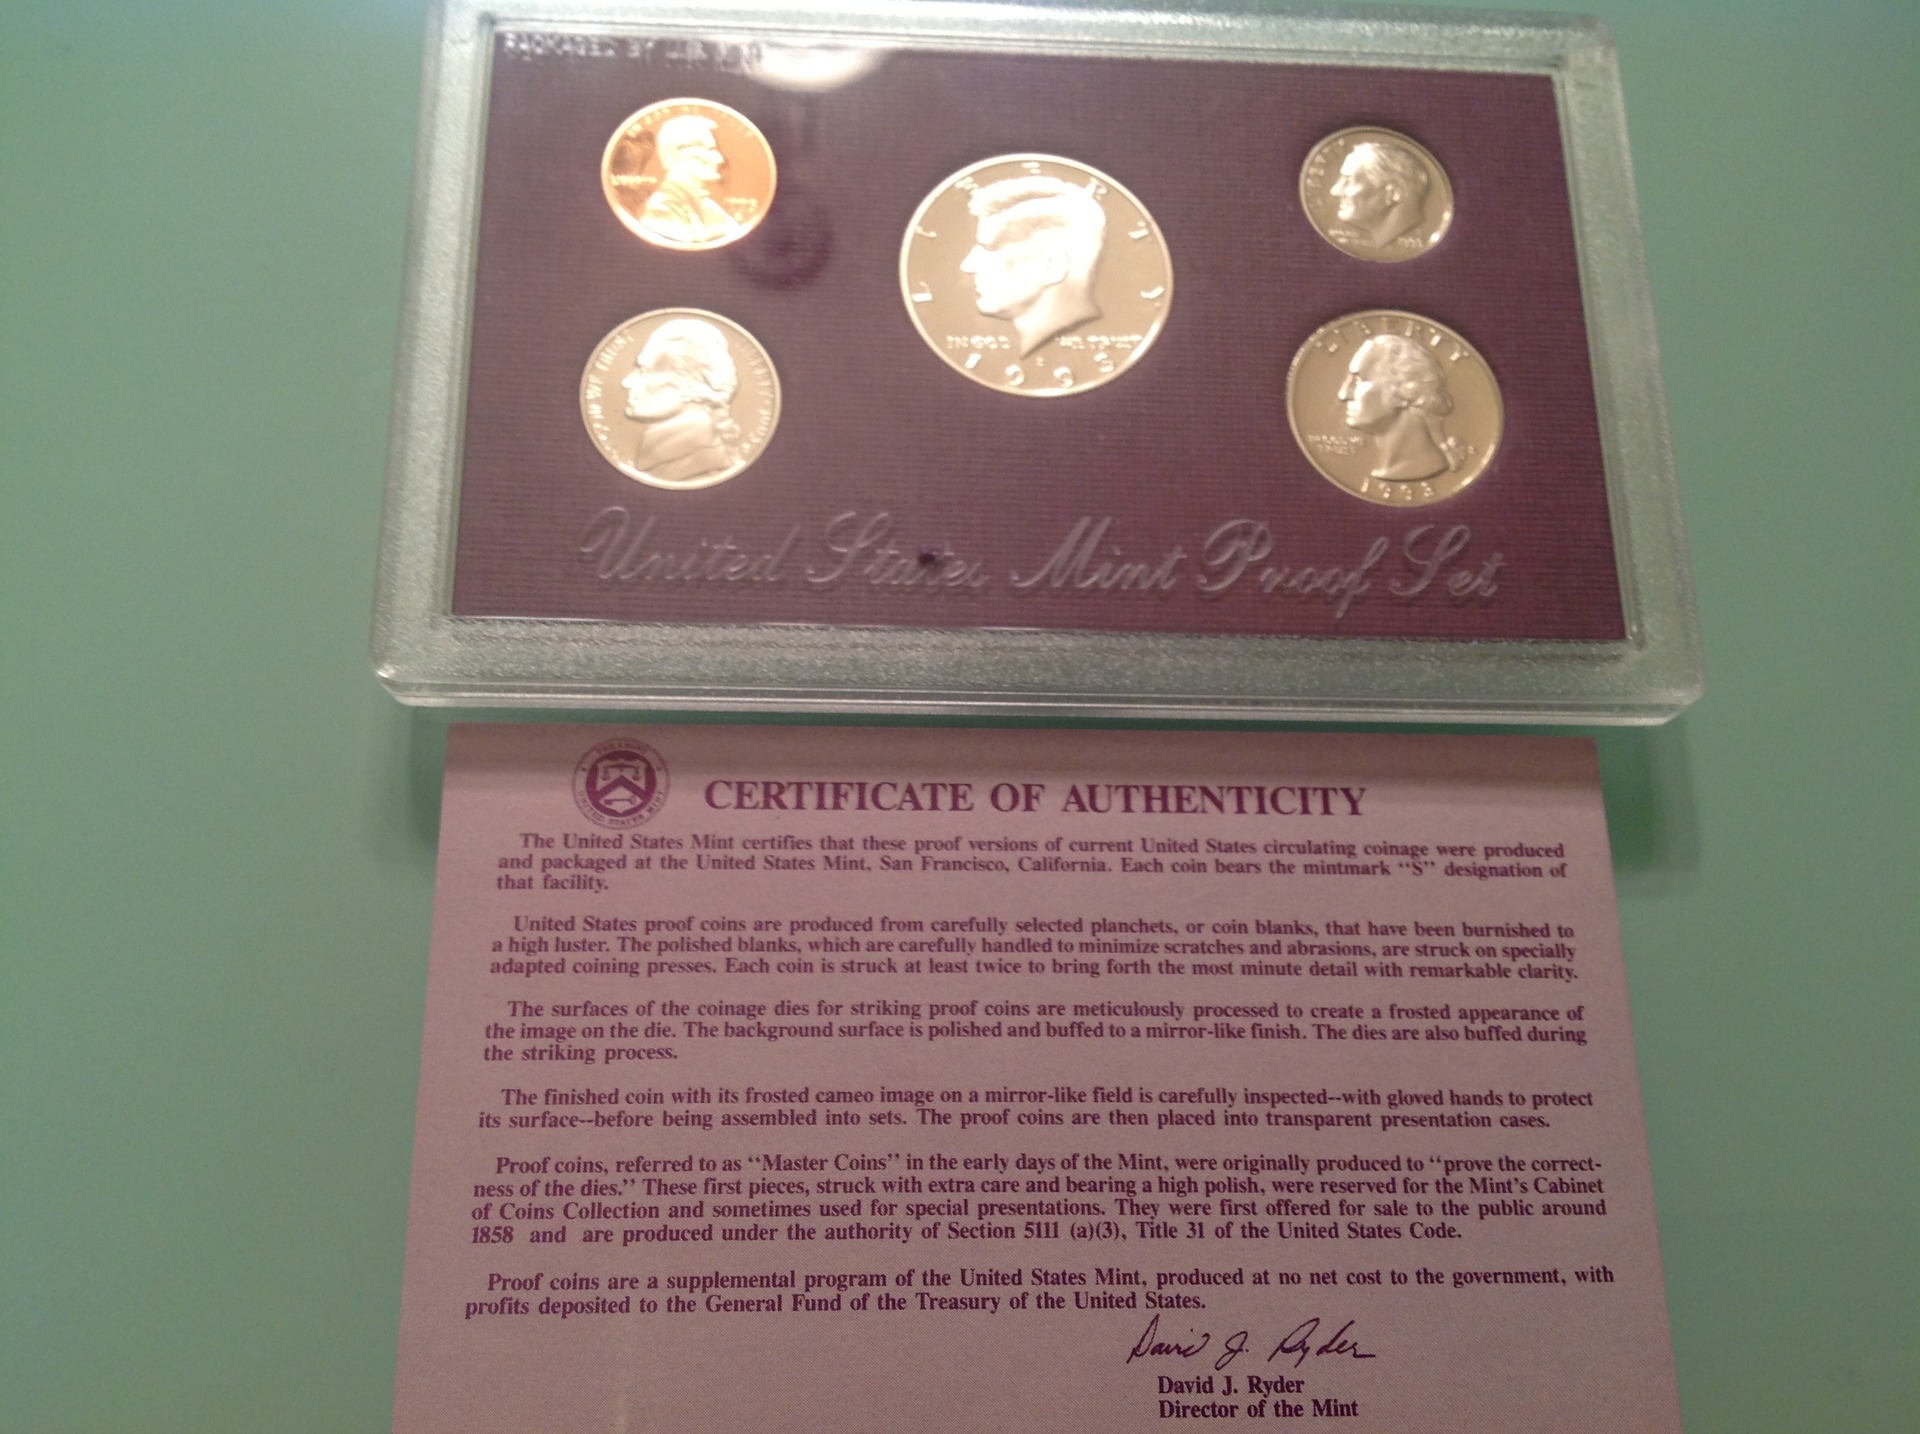 PACKAGED BY U.S. MINT
LIBERTY
IN GOD WE TRUST
1993
LIBERTY
1993
United States Mint Proof Set
TREASURY
UNITED STATES MINT
CERTIFICATE OF AUTHENTICITY
The United States Mint certifies that these proof versions of current United States circulating coinage were produced
and packaged at the United States Mint, San Francisco, California. Each coin bears the mintmark “S” designation of
that facility.
United States proof coins are produced from carefully selected planchets, or coin blanks, that have been burnished to
a high luster. The polished blanks, which are carefully handled to minimize scratches and abrasions, are struck on specially
adapted coining presses. Each coin is struck at least twice to bring forth the most minute detail with remarkable clarity.
The surfaces of the coinage dies for striking proof coins are meticulously processed to create a frosted appearance of
the image on the die. The background surface is polished and buffed to a mirror-like finish. The dies are also buffed during
the striking process.
The finished coin with its frosted cameo image on a mirror-like field is carefully inspected--with gloved hands to protect
its surface--before being assembled into sets. The proof coins are then placed into transparent presentation cases.
Proof coins, referred to as “Master Coins” in the early days of the Mint, were originally produced to “prove the correct-
ness of the dies.” These first pieces, struck with extra care and bearing a high polish, were reserved for the Mint’s Cabinet
of Coins Collection and sometimes used for special presentations. They were first offered for sale to the public around
1858 and are produced under the authority of Section 5111 (a)(3), Title 31 of the United States Code.
Proof coins are a supplemental program of the United States Mint, produced at no net cost to the government, with
profits deposited to the General Fund of the Treasury of the United States.
David J. Ryder
David J. Ryder
Director of the Mint